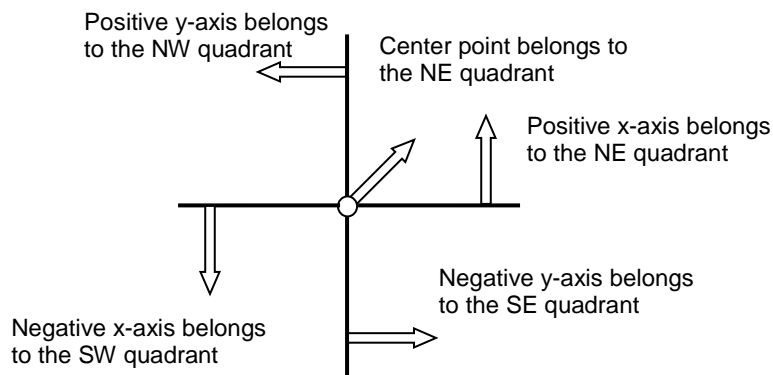 Positive y-axis belongs
to the NW quadrant
Center point belongs to
the NE quadrant
Positive x-axis belongs
to the NE quadrant
Negative y-axis belongs
to the SE quadrant
Negative x-axis belongs
to the SW quadrant